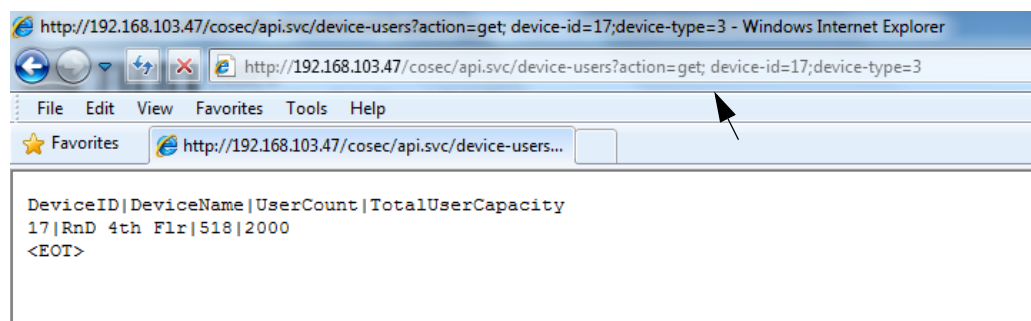 http://192.168.103.47/cosec/api.svc/device-users?action=get; device-id=17;device-type=3 - Windows Internet Explorer
http://192.168.103.47/cosec/api.svc/device-users?action=get; device-id=17;device-type=3
File Edit View Favorites Tools Help
Favorites http://192.168.103.47/cosec/api.svc/device-users...
DeviceID|DeviceName|UserCount|TotalUserCapacity
17|RnD 4th Flr|518|2000
<EOT>